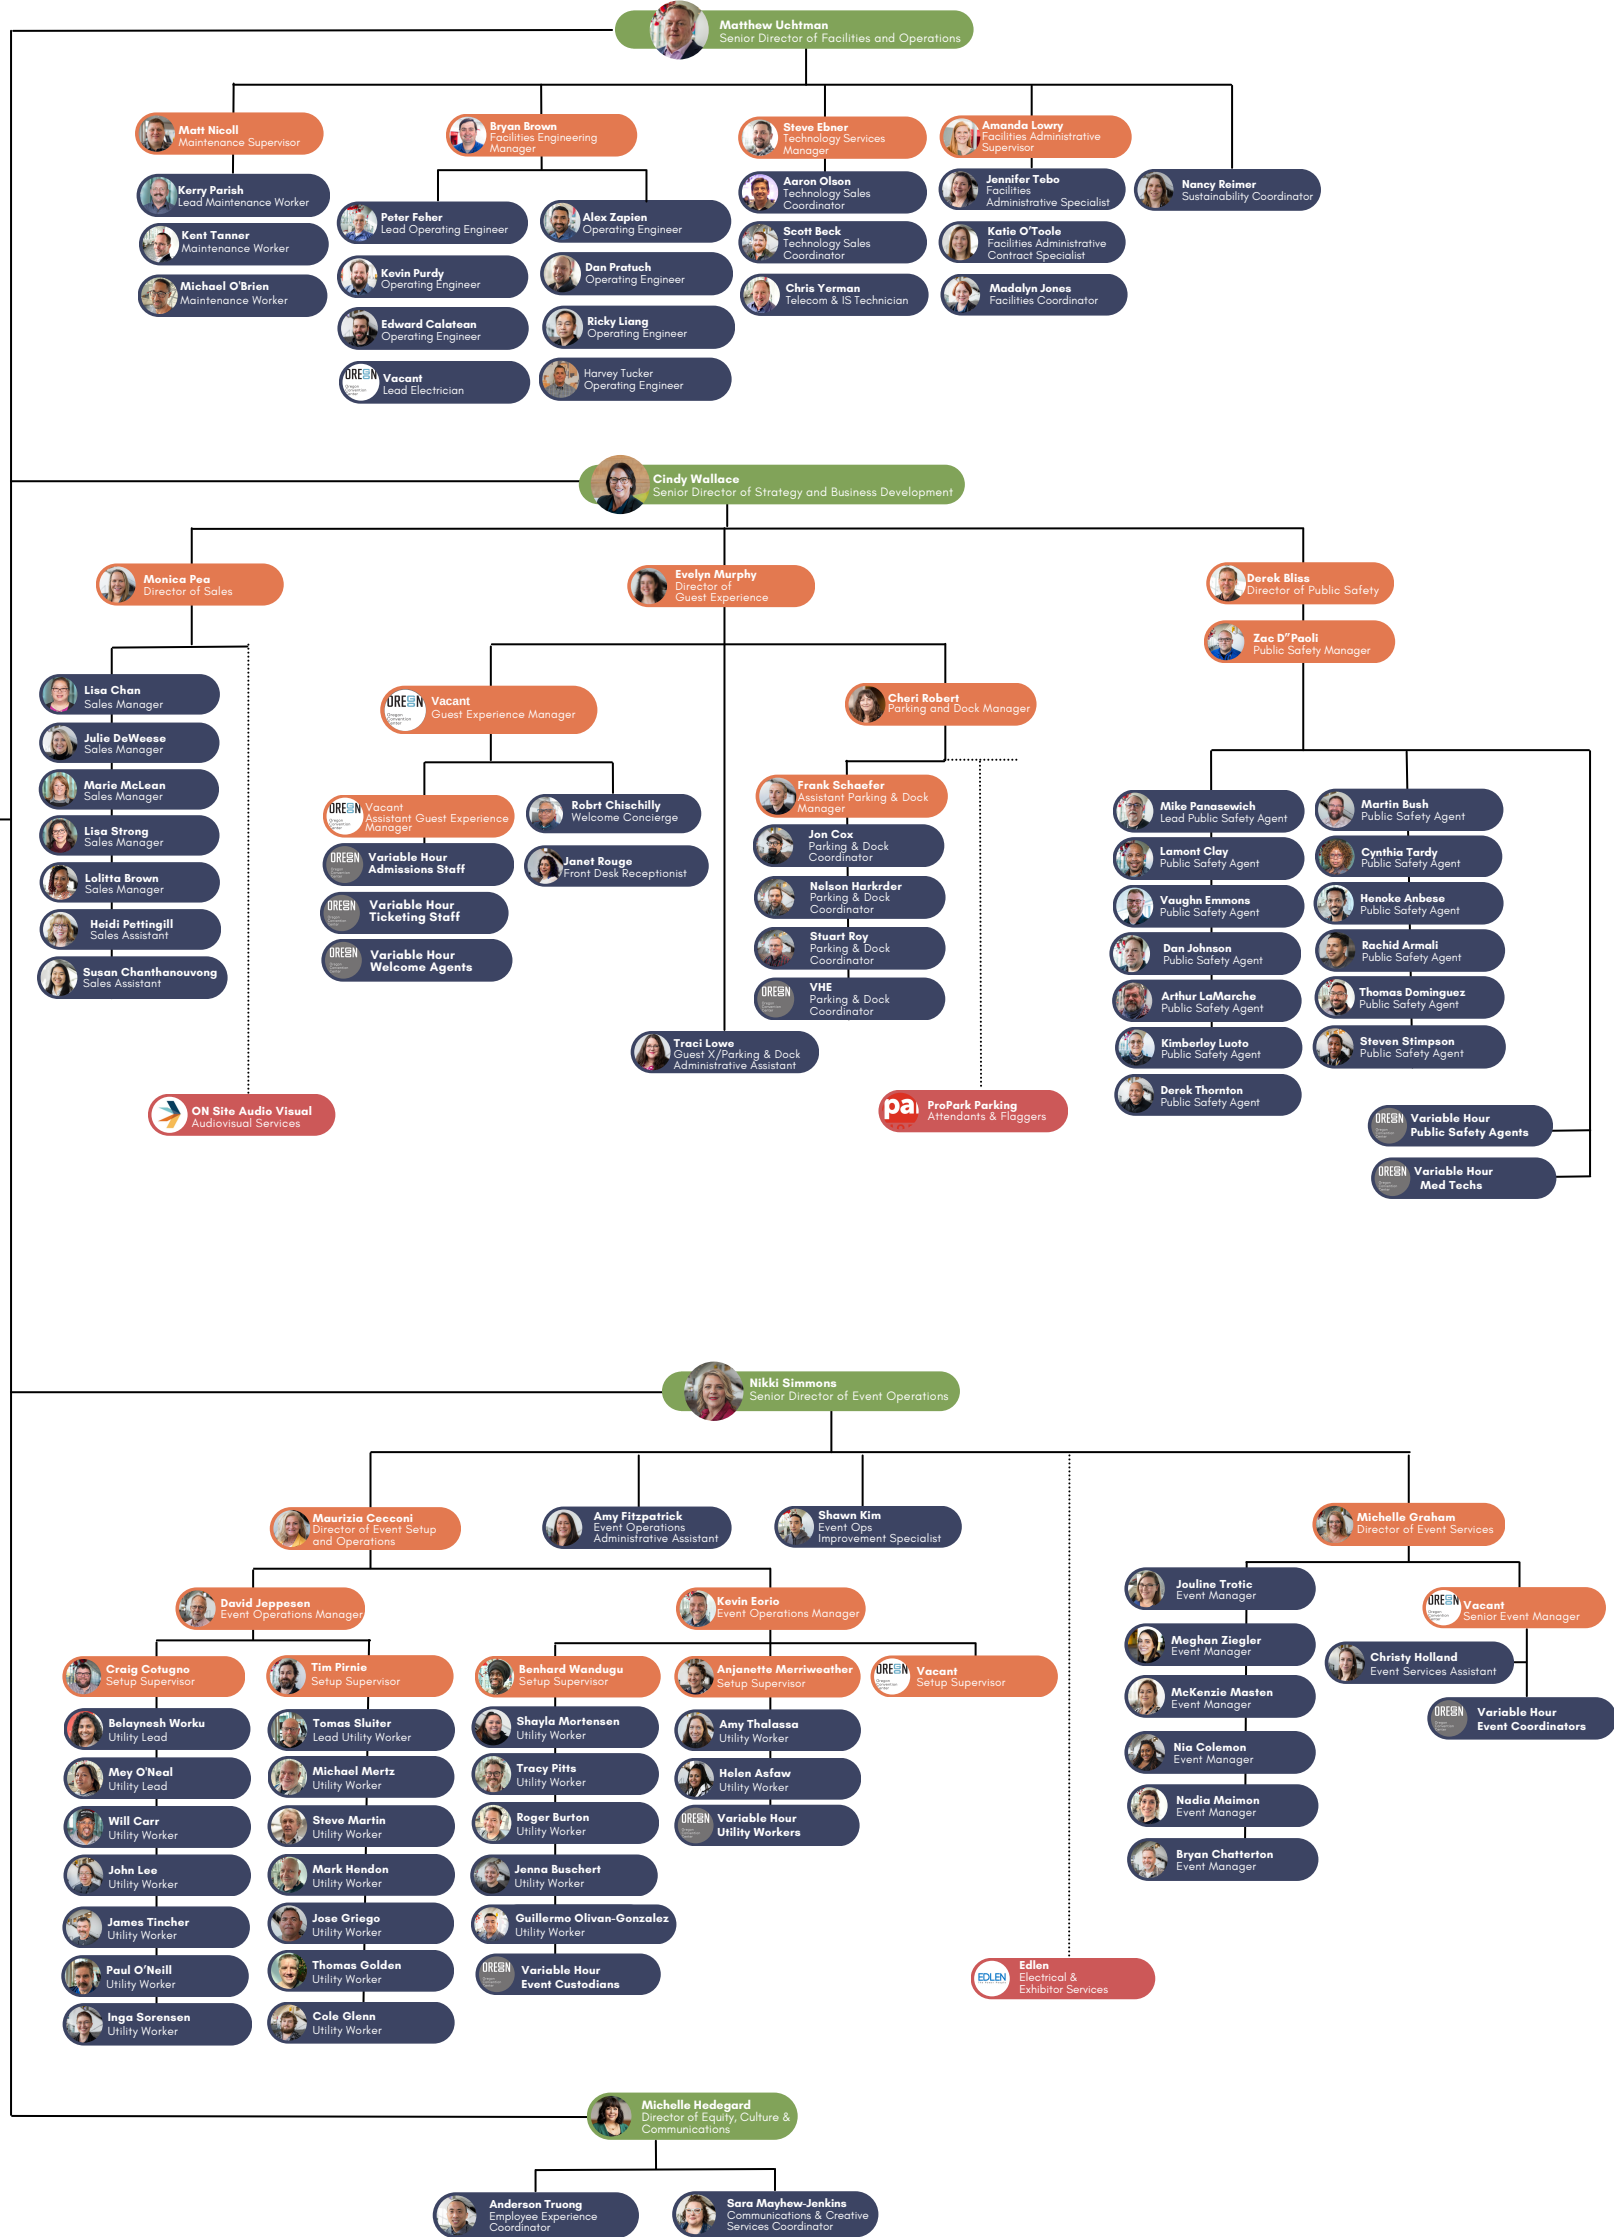 Matthew Uchtman
Senior Director of Facilities and Operations
Matt Nicoll
Maintenance Supervisor
Kerry Parish
Lead Maintenance Worker
Kent Tanner
Maintenance Worker
Michael O'Brien
Maintenance Worker
Bryan Brown
Facilities Engineering
Manager
Peter Feher
Lead Operating Engineer
Kevin Purdy
Operating Engineer
Edward Calatean
Operating Engineer
OREGON
Oregon
Convention
Center
Vacant
Lead Electrician
Alex Zapien
Operating Engineer
Dan Pratuch
Operating Engineer
Ricky Liang
Operating Engineer
Harvey Tucker
Operating Engineer
Steve Ebner
Technology Services
Manager
Aaron Olson
Technology Sales
Coordinator
Scott Beck
Technology Sales
Coordinator
Chris Yerman
Telecom & IS Technician
Amanda Lowry
Facilities Administrative
Supervisor
Jennifer Tebo
Facilities
Administrative Specialist
Katie O'Toole
Facilities Administrative
Contract Specialist
Madalyn Jones
Facilities Coordinator
Nancy Reimer
Sustainability Coordinator
Cindy Wallace
Senior Director of Strategy and Business Development
Monica Pea
Director of Sales
Lisa Chan
Sales Manager
Julie DeWeese
Sales Manager
Marie McLean
Sales Manager
Lisa Strong
Sales Manager
Lolitta Brown
Sales Manager
Heidi Pettingill
Sales Assistant
Susan Chanthanouvong
Sales Assistant
ON Site Audio Visual
Audiovisual Services
Evelyn Murphy
Director of
Guest Experience
OREGON
Oregon
Convention
Center
Vacant
Guest Experience Manager
OREGON
Vacant
Assistant Guest Experience
Manager
OREGON
Variable Hour
Admissions Staff
OREGON
Variable Hour
Ticketing Staff
OREGON
Variable Hour
Welcome Agents
Robrt Chischilly
Welcome Concierge
Janet Rouge
Front Desk Receptionist
Traci Lowe
Guest X/Parking & Dock
Administrative Assistant
Cheri Robert
Parking and Dock Manager
Frank Schaefer
Assistant Parking & Dock
Manager
Jon Cox
Parking & Dock
Coordinator
Nelson Harkrder
Parking & Dock
Coordinator
Stuart Roy
Parking & Dock
Coordinator
OREGON
VHE
Parking & Dock
Coordinator
pa
ProPark Parking
Attendants & Flaggers
Derek Bliss
Director of Public Safety
Zac D"Paoli
Public Safety Manager
Mike Panasewich
Lead Public Safety Agent
Lamont Clay
Public Safety Agent
Vaughn Emmons
Public Safety Agent
Dan Johnson
Public Safety Agent
Arthur LaMarche
Public Safety Agent
Kimberley Luoto
Public Safety Agent
Derek Thornton
Public Safety Agent
Martin Bush
Public Safety Agent
Cynthia Tardy
Public Safety Agent
Henoke Anbese
Public Safety Agent
Rachid Armali
Public Safety Agent
Thomas Dominguez
Public Safety Agent
Steven Stimpson
Public Safety Agent
OREGON
Variable Hour
Public Safety Agents
OREGON
Variable Hour
Med Techs
Nikki Simmons
Senior Director of Event Operations
Maurizia Cecconi
Director of Event Setup
and Operations
David Jeppesen
Event Operations Manager
Craig Cotugno
Setup Supervisor
Belaynesh Worku
Utility Lead
Mey O'Neal
Utility Lead
Will Carr
Utility Worker
John Lee
Utility Worker
James Tincher
Utility Worker
Paul O'Neill
Utility Worker
Inga Sorensen
Utility Worker
Tim Pirnie
Setup Supervisor
Tomas Sluiter
Lead Utility Worker
Michael Mertz
Utility Worker
Steve Martin
Utility Worker
Mark Hendon
Utility Worker
Jose Griego
Utility Worker
Thomas Golden
Utility Worker
Cole Glenn
Utility Worker
Kevin Eorio
Event Operations Manager
Benhard Wandugu
Setup Supervisor
Shayla Mortensen
Utility Worker
Tracy Pitts
Utility Worker
Roger Burton
Utility Worker
Jenna Buschert
Utility Worker
Guillermo Olivan-Gonzalez
Utility Worker
OREGON
Variable Hour
Event Custodians
Anjanette Merriweather
Setup Supervisor
Amy Thalassa
Utility Worker
Helen Asfaw
Utility Worker
OREGON
Variable Hour
Utility Workers
OREGON
Vacant
Setup Supervisor
Amy Fitzpatrick
Event Operations
Administrative Assistant
Shawn Kim
Event Ops
Improvement Specialist
EDLEN
Edlen
Electrical &
Exhibitor Services
Michelle Graham
Director of Event Services
Jouline Trotic
Event Manager
Meghan Ziegler
Event Manager
McKenzie Masten
Event Manager
Nia Colemon
Event Manager
Nadia Maimon
Event Manager
Bryan Chatterton
Event Manager
OREGON
Vacant
Senior Event Manager
Christy Holland
Event Services Assistant
OREGON
Variable Hour
Event Coordinators
Michelle Hedegard
Director of Equity, Culture &
Communications
Anderson Truong
Employee Experience
Coordinator
Sara Mayhew-Jenkins
Communications & Creative
Services Coordinator